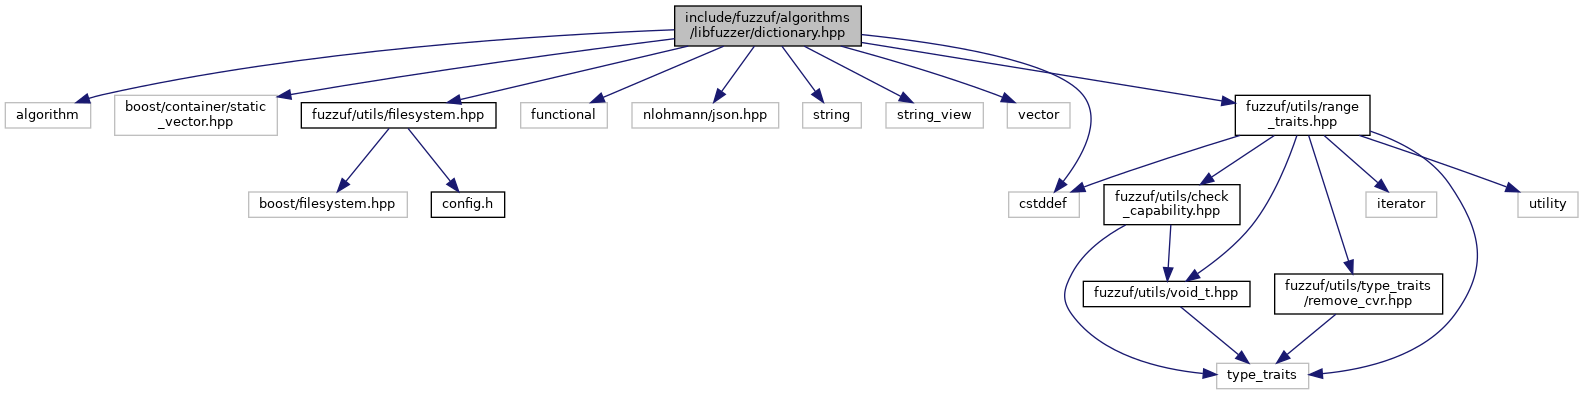 include/fuzzuf/algorithms
/libfuzzer/dictionary.hpp
algorithm
boost/container/static
_vector.hpp
fuzzuf/utils/filesystem.hpp
functional
nlohmann/json.hpp
string
string_view
vector
fuzzuf/utils/range
_traits.hpp
boost/filesystem.hpp
config.h
cstddef
fuzzuf/utils/check
_capability.hpp
iterator
utility
fuzzuf/utils/void_t.hpp
fuzzuf/utils/type_traits
/remove_cvr.hpp
type_traits